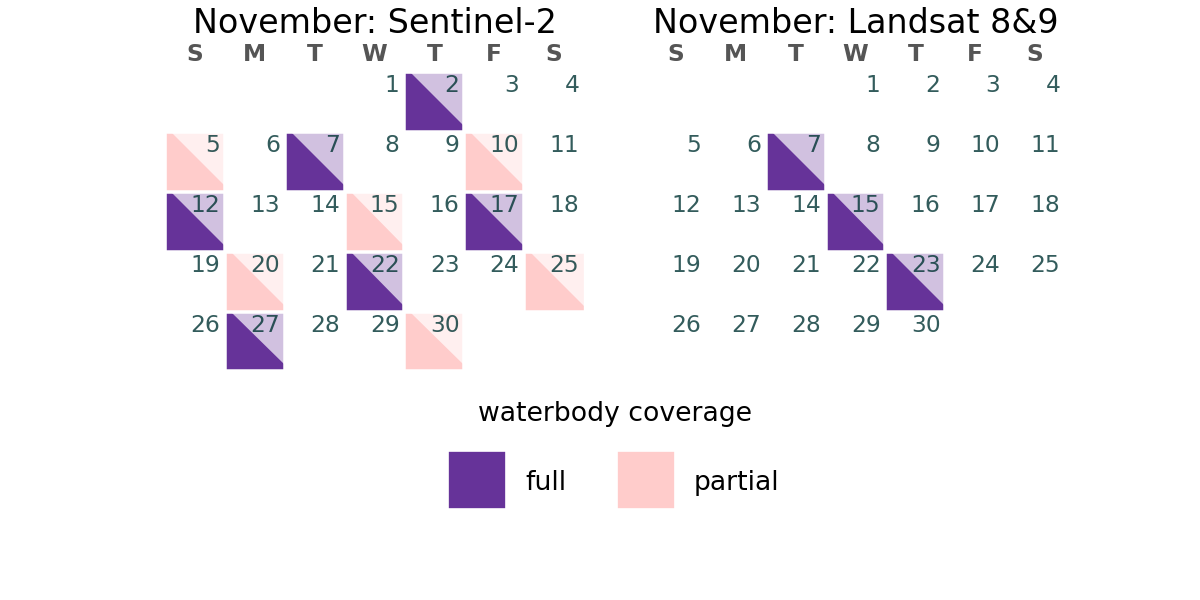 November: Sentinel-2
S M T W T F S
1 2 3 4
5 6 7 8 9 10 11
12 13 14 15 16 17 18
19 20 21 22 23 24 25
26 27 28 29 30
November: Landsat 8&9
S M T W T F S
1 2 3 4
5 6 7 8 9 10 11
12 13 14 15 16 17 18
19 20 21 22 23 24 25
26 27 28 29 30
waterbody coverage
full
partial